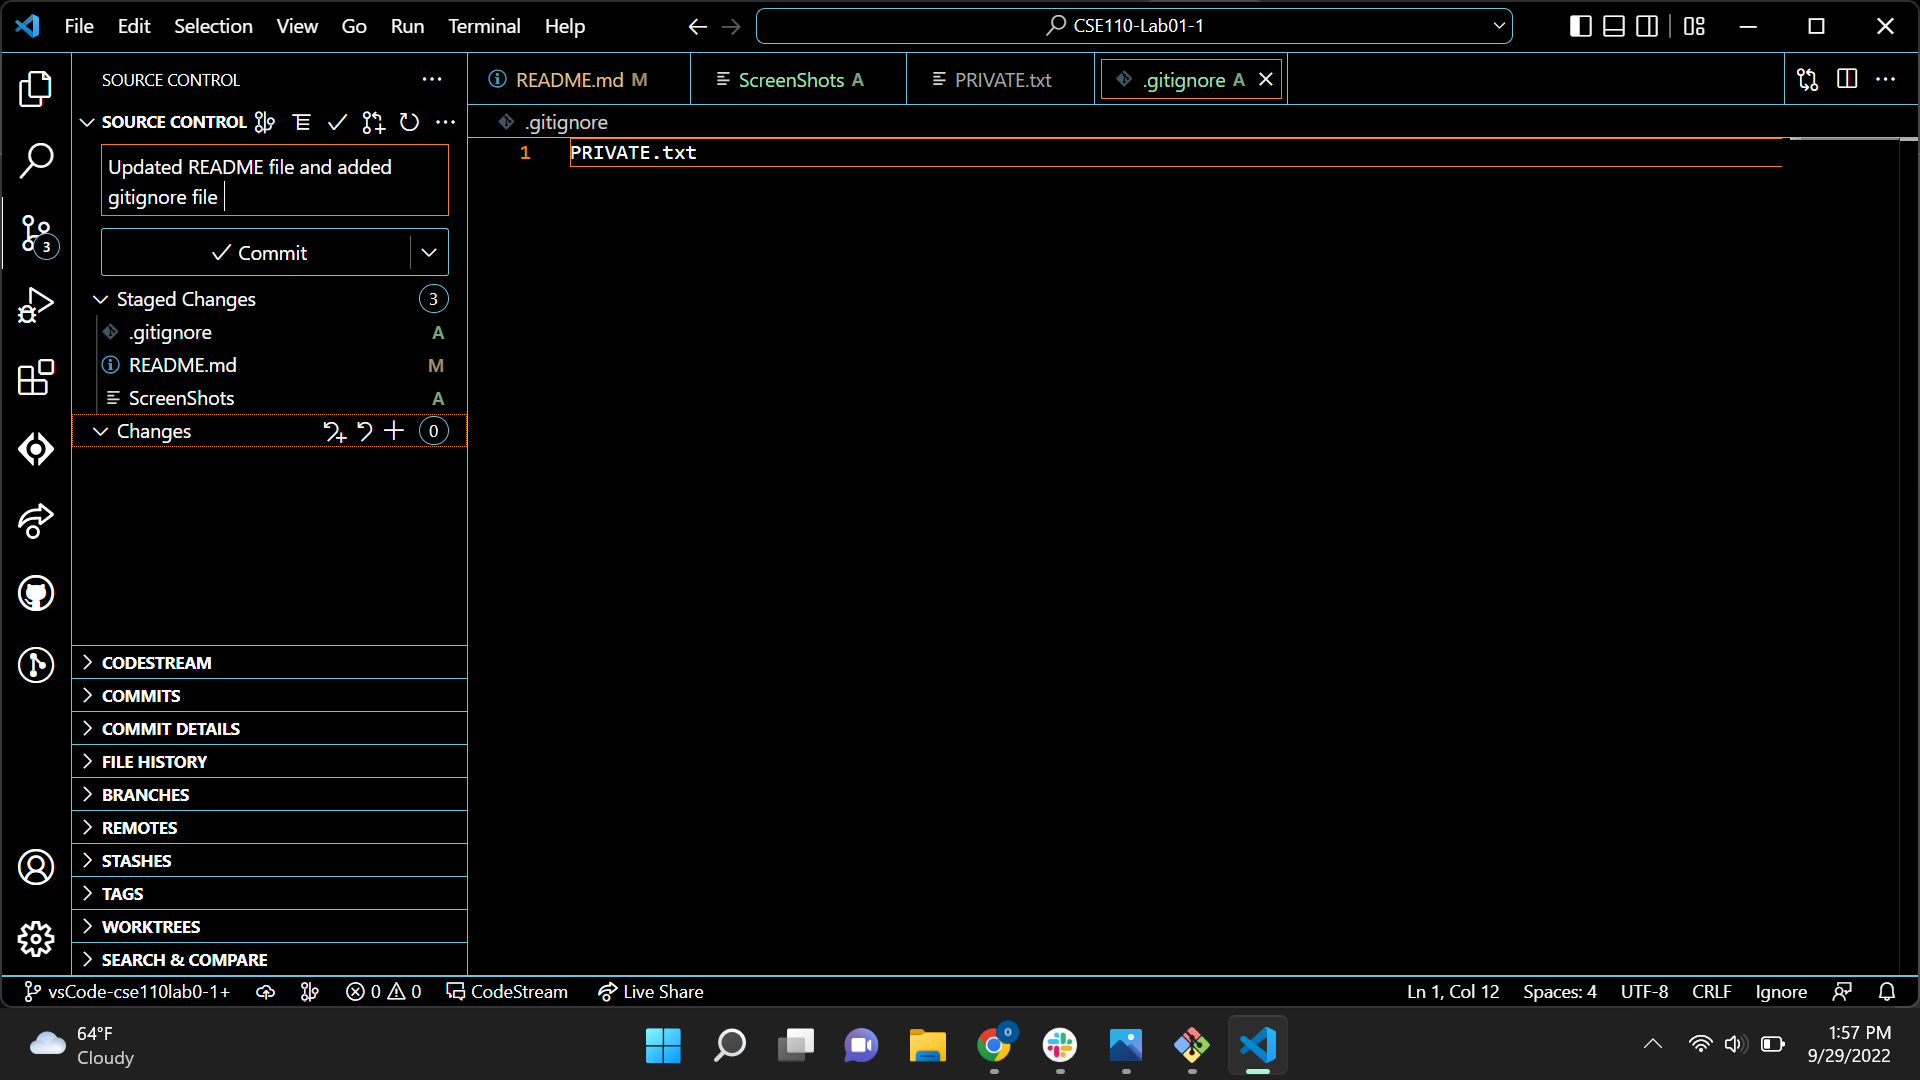 File Edit Selection View Go Run Terminal Help
CSE110-Lab01-1
SOURCE CONTROL
SOURCE CONTROL
Updated README file and added
gitignore file
Commit
Staged Changes 3
.gitignore A
README.md M
ScreenShots A
Changes 0
3
CODESTREAM
COMMITS
COMMIT DETAILS
FILE HISTORY
BRANCHES
REMOTES
STASHES
TAGS
WORKTREES
SEARCH & COMPARE
README.md M ScreenShots A PRIVATE.txt .gitignore A
.gitignore
1 PRIVATE.txt
vsCode-cse110lab0-1+ 0 0 CodeStream Live Share Ln 1, Col 12 Spaces: 4 UTF-8 CRLF Ignore
64°F
Cloudy
1:57 PM
9/29/2022